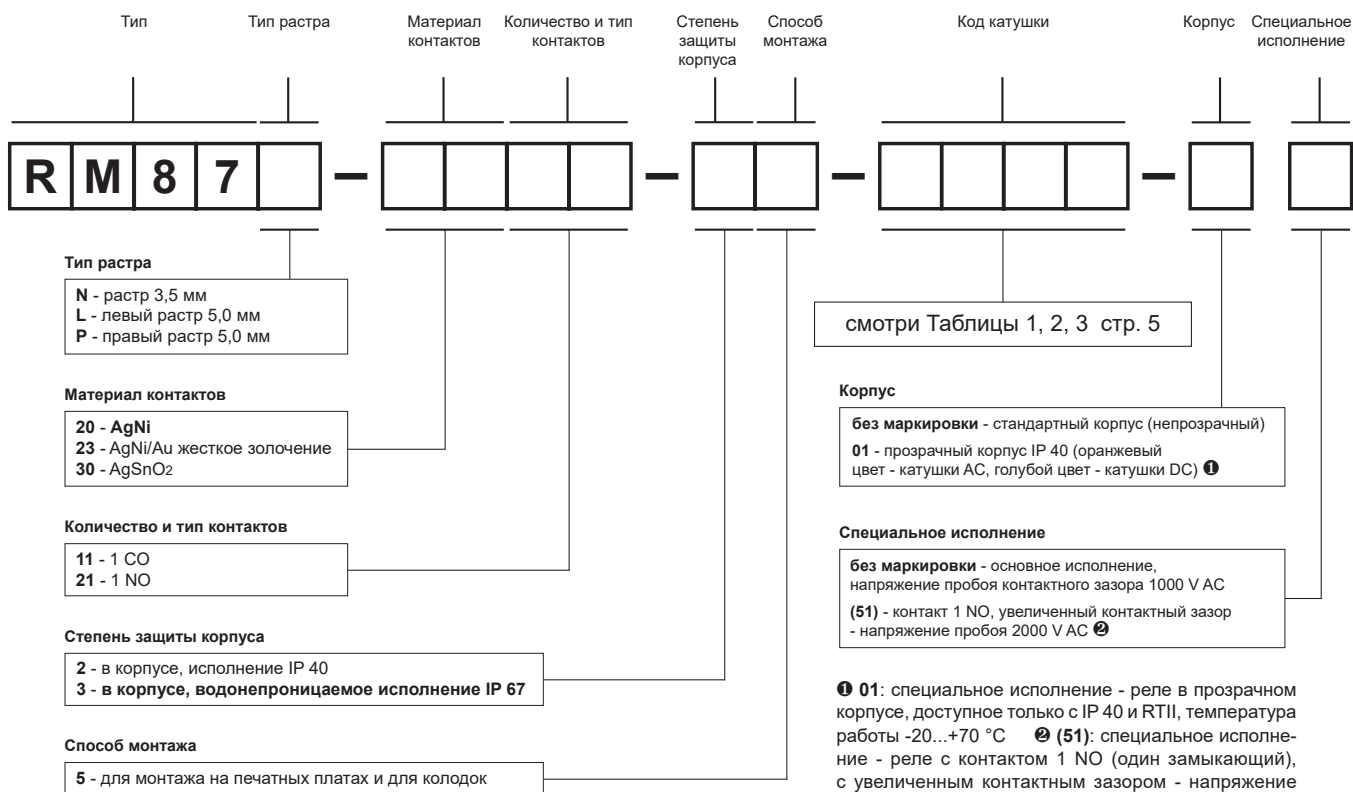 Тип
Тип растра
Материал
контактов
Количество и тип
контактов
Степень
защиты
корпуса
Способ
монтажа
Код катушки
Корпус
Специальное
исполнение
R M 8 7 – – – –
Тип растра
N - растр 3,5 мм
L - левый растр 5,0 мм
P - правый растр 5,0 мм
Материал контактов
20 - AgNi
23 - AgNi/Au жесткое золочение
30 - AgSnO2
Количество и тип контактов
11 - 1 CO
21 - 1 NO
Степень защиты корпуса
2 - в корпусе, исполнение IP 40
3 - в корпусе, водонепроницаемое исполнение IP 67
Способ монтажа
5 - для монтажа на печатных платах и для колодок
смотри Таблицы 1, 2, 3 стр. 5
Корпус
без маркировки - стандартный корпус (непрозрачный)
01 - прозрачный корпус IP 40 (оранжевый
цвет - катушки AC, голубой цвет - катушки DC) ❶
Специальное исполнение
без маркировки - основное исполнение,
напряжение пробоя контактного зазора 1000 V AC
(51) - контакт 1 NO, увеличенный контактный зазор
- напряжение пробоя 2000 V AC ❷
❶ 01: специальное исполнение - реле в прозрачном
корпусе, доступное только с IP 40 и RTII, температура
работы -20...+70 °C ❷ (51): специальное исполне-
ние - реле с контактом 1 NO (один замыкающий),
с увеличенным контактным зазором - напряжение